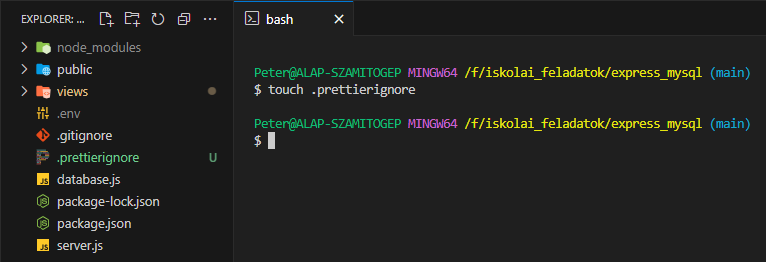 EXPLORER: ...
node_modules
public
views
.env
.gitignore
.prettierignore U
database.js
package-lock.json
package.json
server.js
bash
Peter@ALAP-SZAMITOGEP MINGW64 /f/iskolai_feladatok/express_mysql (main)
$ touch .prettierignore
Peter@ALAP-SZAMITOGEP MINGW64 /f/iskolai_feladatok/express_mysql (main)
$